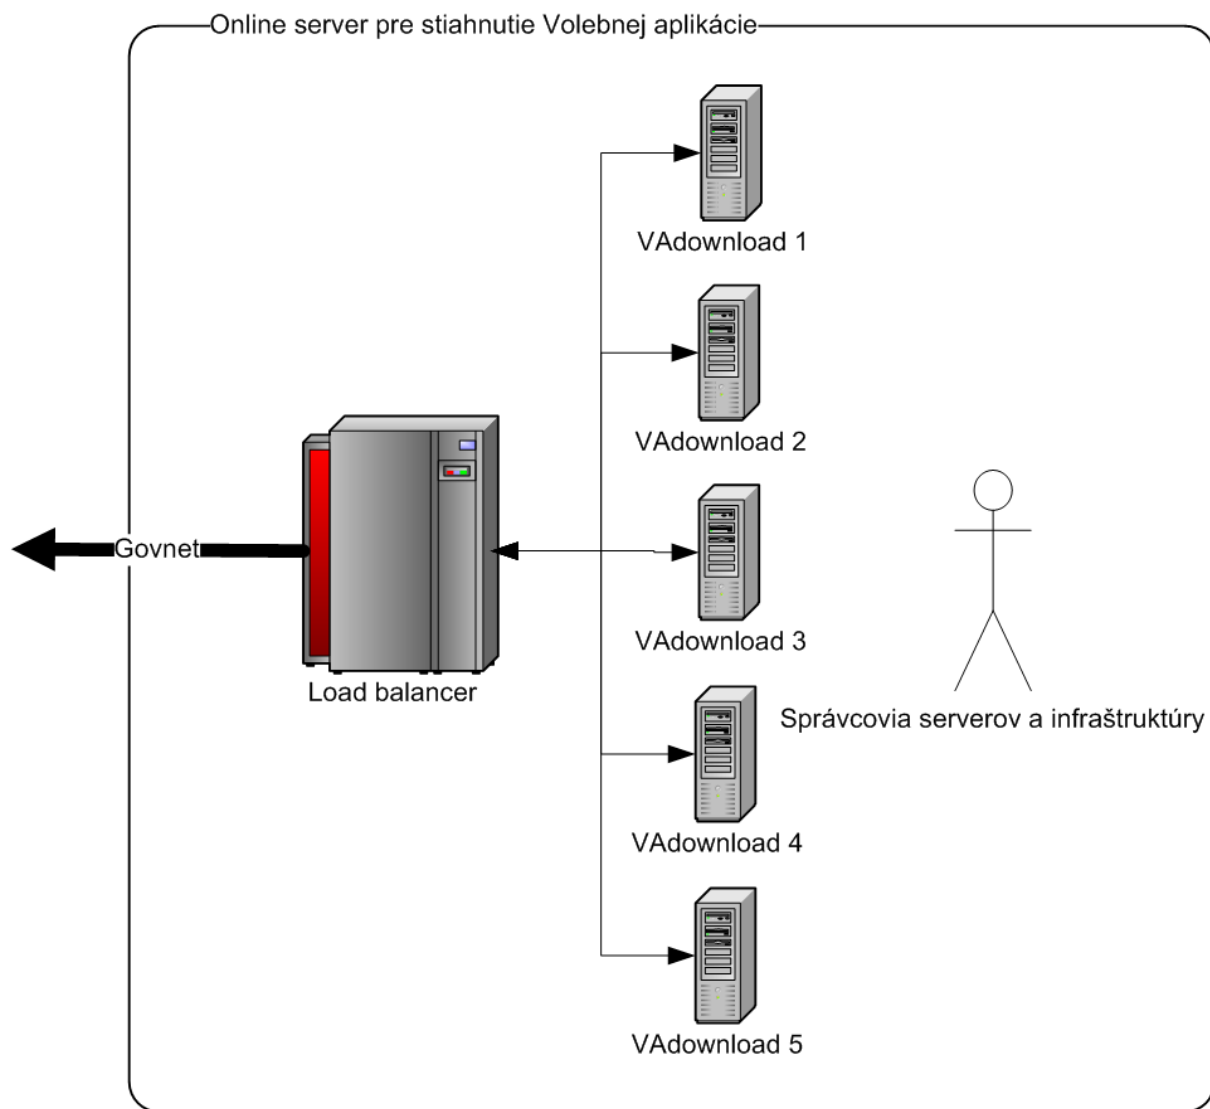 Online server pre stiahnutie Volebnej aplikácie
VAdownload 1
VAdownload 2
Govnet
Load balancer
VAdownload 3
Správcovia serverov a infraštruktúry
VAdownload 4
VAdownload 5